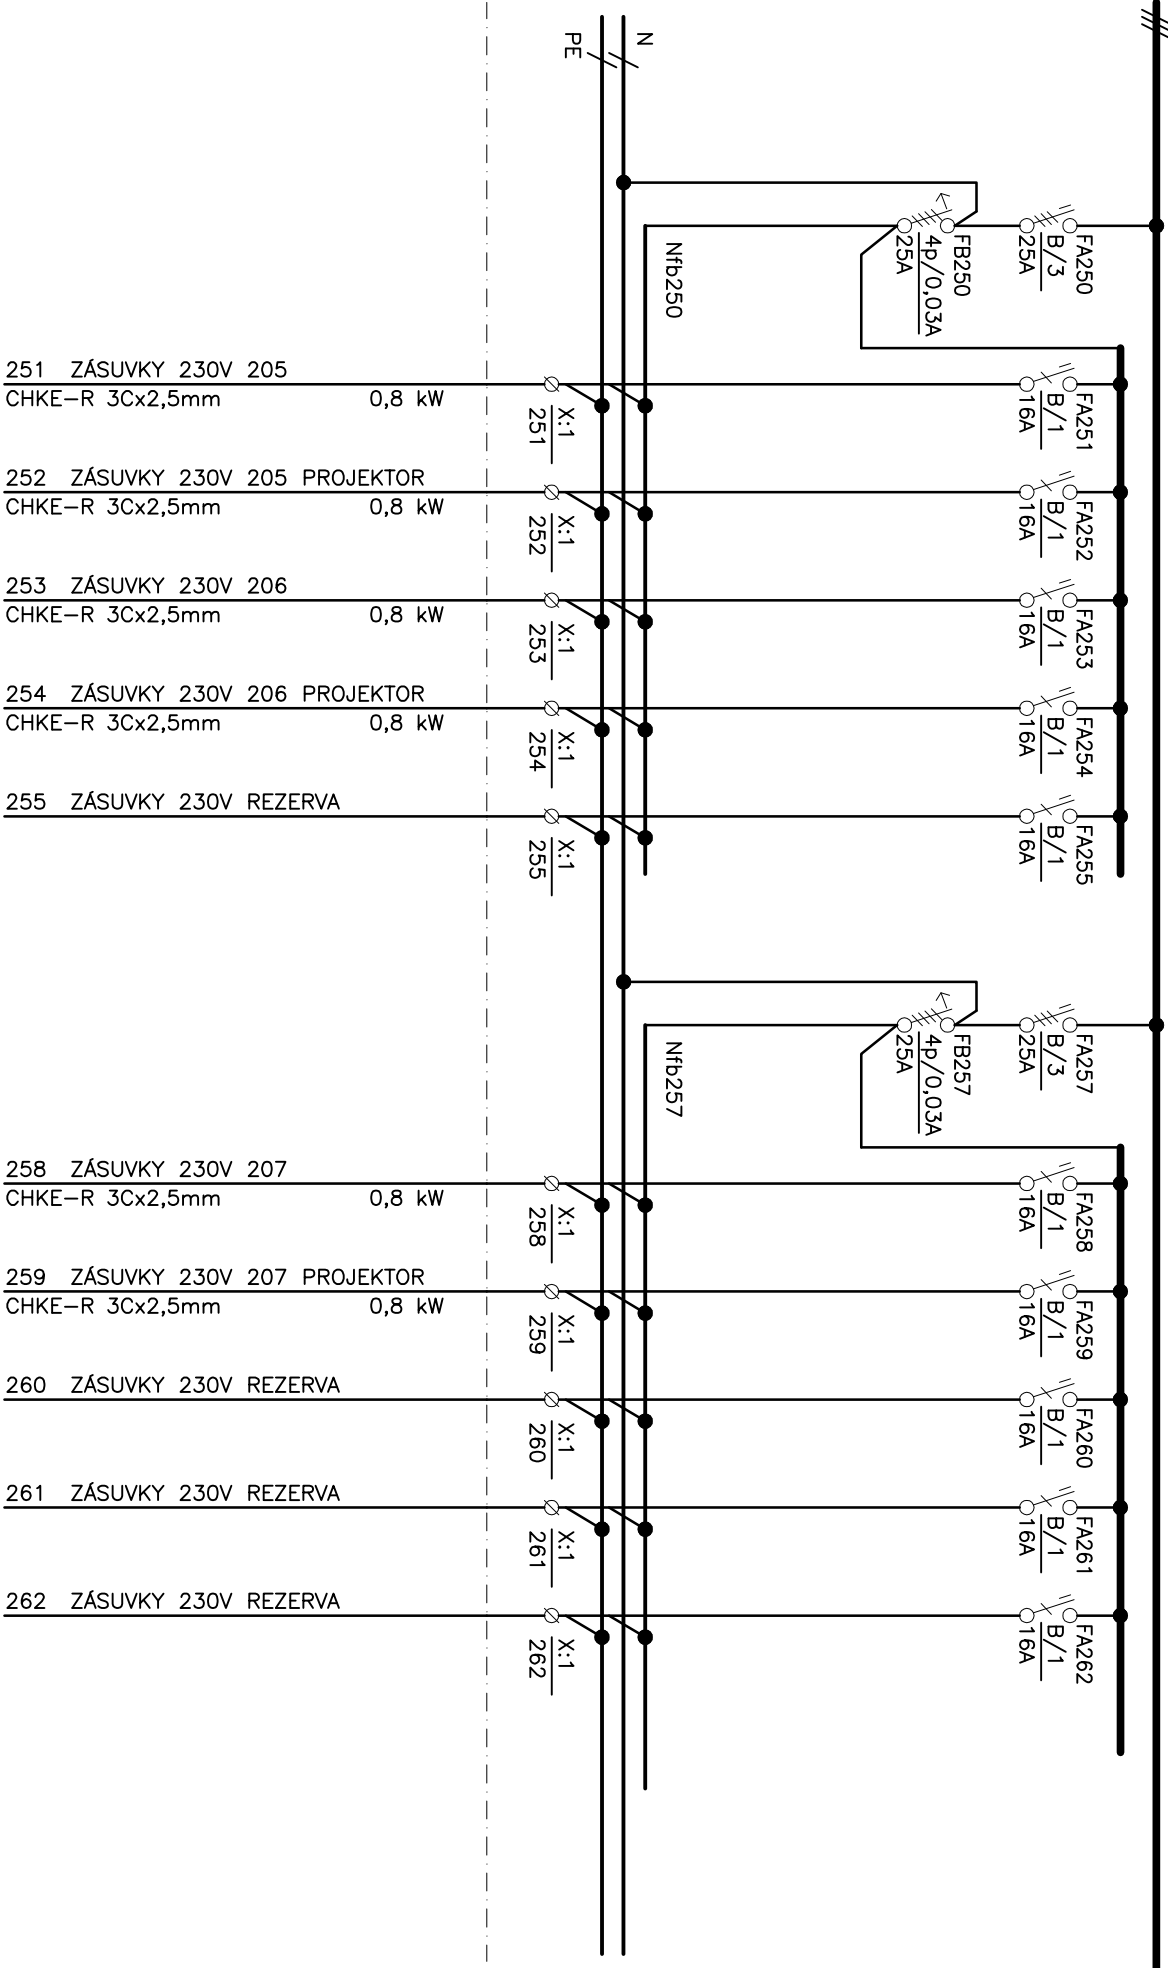 N
PE
FA250
B/3
25A
FB250
4p/0,03A
25A
Nfb250
251 ZÁSUVKY 230V 205
CHKE-R 3Cx2,5mm 0,8 kW
X:1
251
FA251
B/1
16A
252 ZÁSUVKY 230V 205 PROJEKTOR
CHKE-R 3Cx2,5mm 0,8 kW
X:1
252
FA252
B/1
16A
253 ZÁSUVKY 230V 206
CHKE-R 3Cx2,5mm 0,8 kW
X:1
253
FA253
B/1
16A
254 ZÁSUVKY 230V 206 PROJEKTOR
CHKE-R 3Cx2,5mm 0,8 kW
X:1
254
FA254
B/1
16A
255 ZÁSUVKY 230V REZERVA
X:1
255
FA255
B/1
16A
FA257
B/3
25A
FB257
4p/0,03A
25A
Nfb257
258 ZÁSUVKY 230V 207
CHKE-R 3Cx2,5mm 0,8 kW
X:1
258
FA258
B/1
16A
259 ZÁSUVKY 230V 207 PROJEKTOR
CHKE-R 3Cx2,5mm 0,8 kW
X:1
259
FA259
B/1
16A
260 ZÁSUVKY 230V REZERVA
X:1
260
FA260
B/1
16A
261 ZÁSUVKY 230V REZERVA
X:1
261
FA261
B/1
16A
262 ZÁSUVKY 230V REZERVA
X:1
262
FA262
B/1
16A